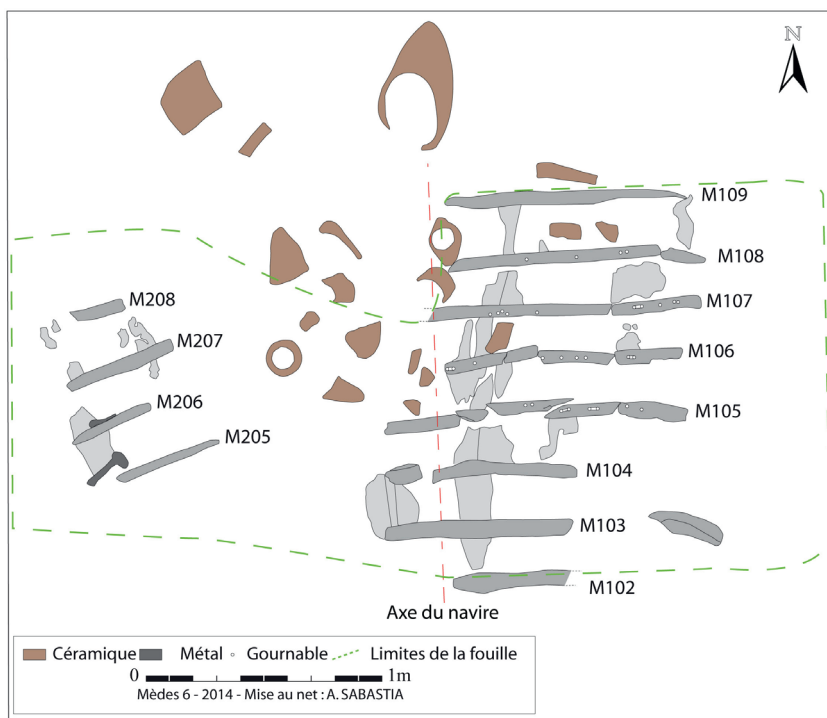 N
M109
M108
M208
M107
M207
M106
M206
M105
M205
M104
M103
M102
Axe du navire
Céramique Métal Gournable Limites de la fouille
0 1m
Mèdes 6 - 2014 - Mise au net : A. SABASTIA